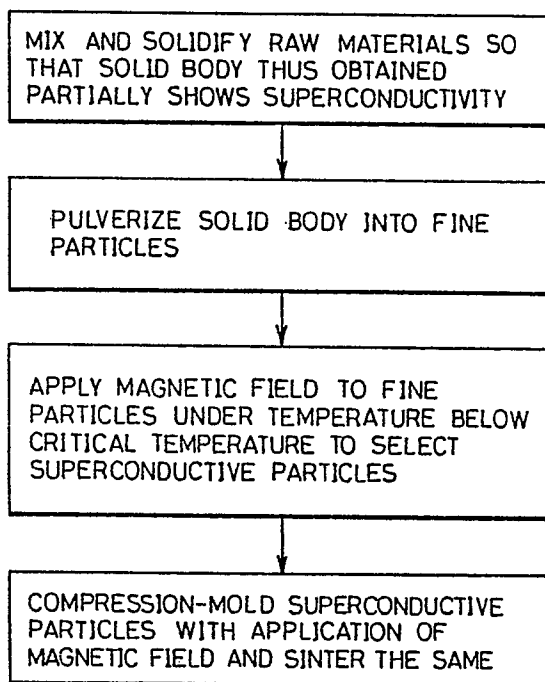 MIX AND SOLIDIFY RAW MATERIALS SO
THAT SOLID BODY THUS OBTAINED
PARTIALLY SHOWS SUPERCONDUCTIVITY
PULVERIZE SOLID BODY INTO FINE
PARTICLES
APPLY MAGNETIC FIELD TO FINE
PARTICLES UNDER TEMPERATURE BELOW
CRITICAL TEMPERATURE TO SELECT
SUPERCONDUCTIVE PARTICLES
COMPRESSION-MOLD SUPERCONDUCTIVE
PARTICLES WITH APPLICATION OF
MAGNETIC FIELD AND SINTER THE SAME